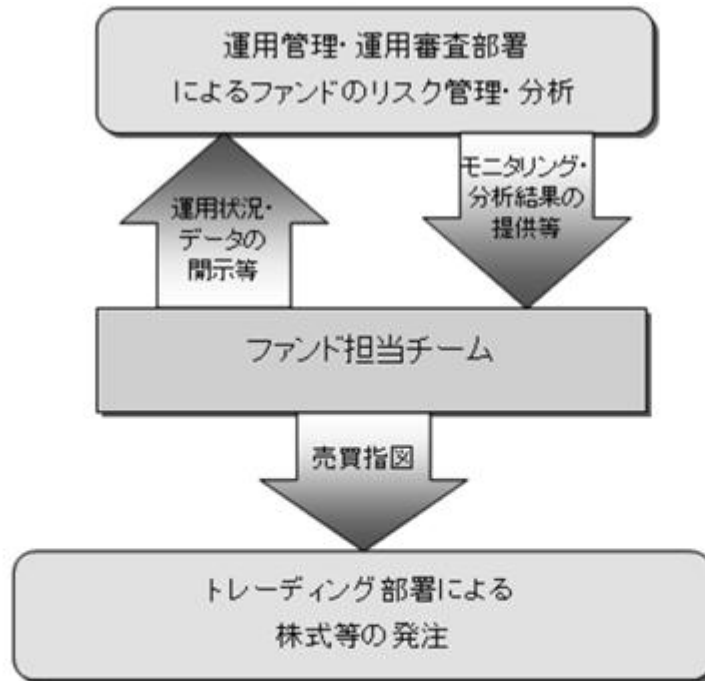 運用管理・運用審査部署
によるファンドのリスク管理・分析
運用状況・
データの
開示等
モニタリング・
分析結果の
提供等
ファンド担当チーム
売買指図
トレーディング部署による
株式等の発注